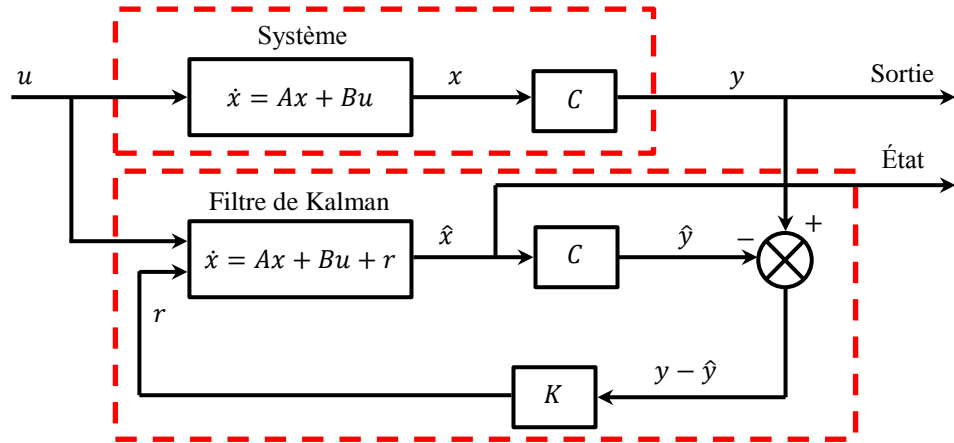 Système
u
ẋ = Ax + Bu
x
C
y
Sortie
État
Filtre de Kalman
ẋ = Ax + Bu + r
x̂
C
ŷ
−
+
r
K
y − ŷ